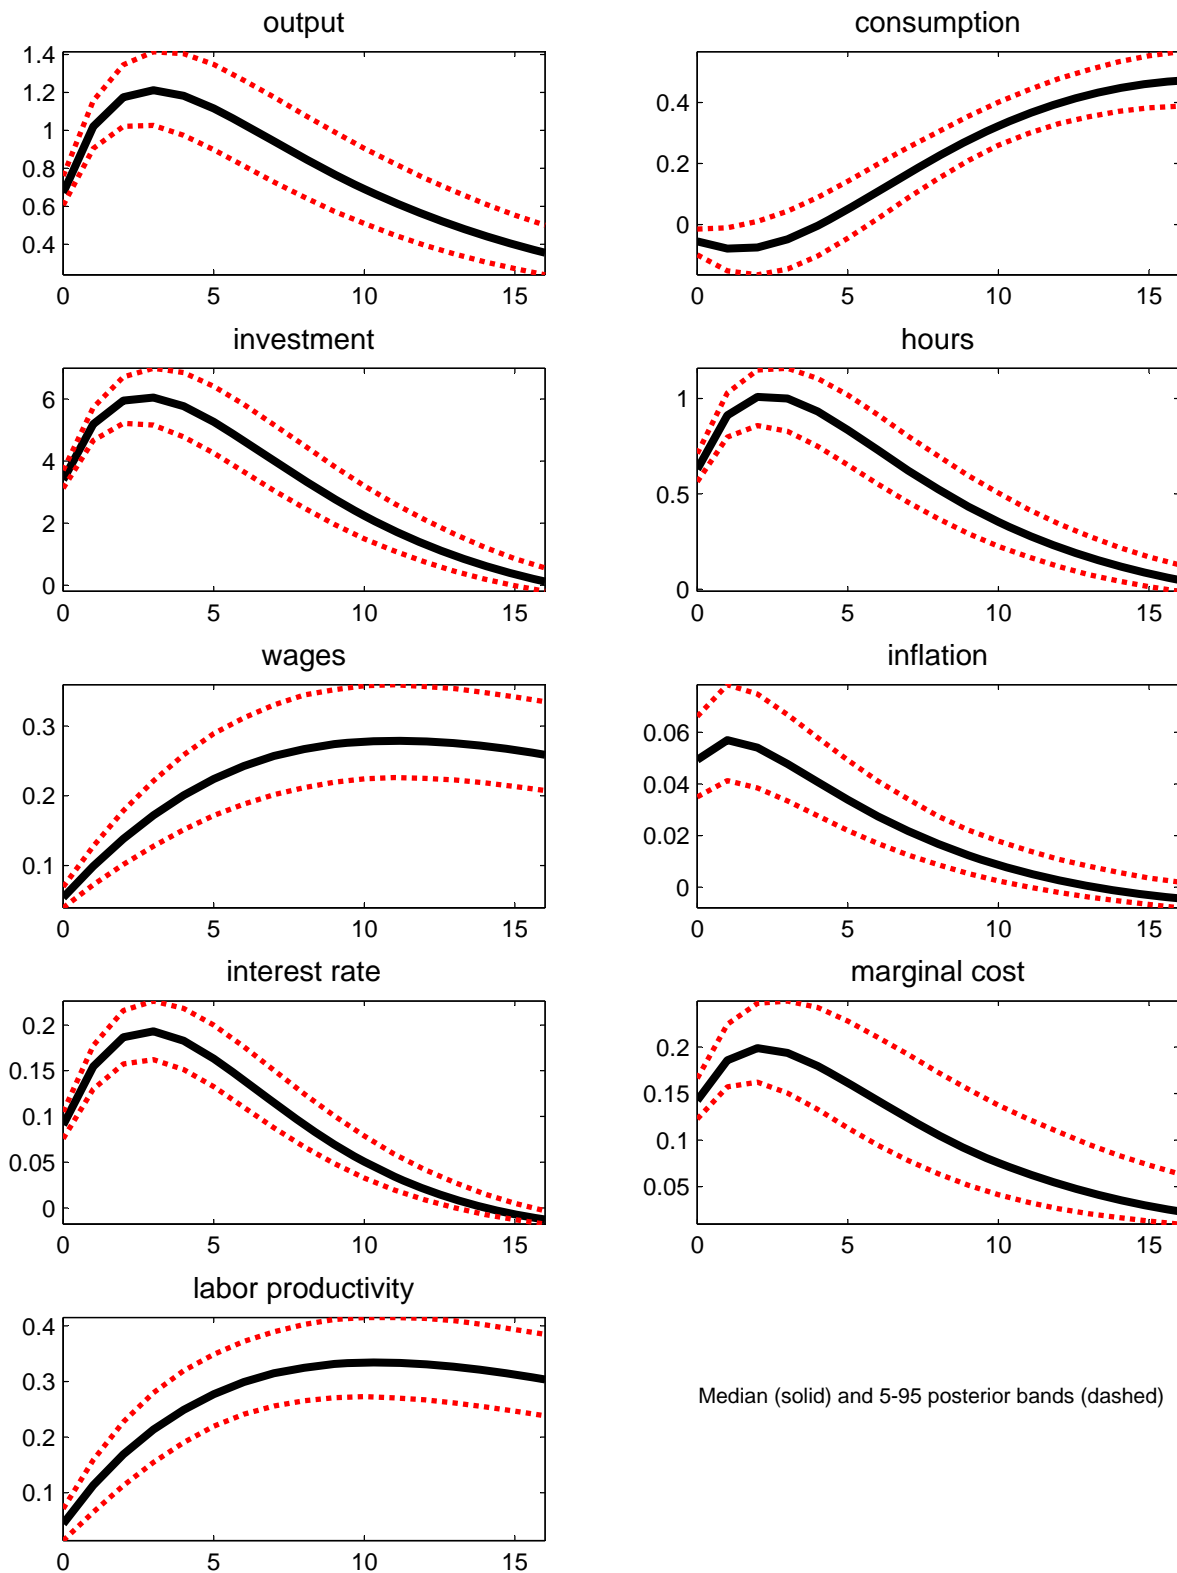 output
1.4
1.2
1
0.8
0.6
0.4
0 5 10 15
consumption
0.4
0.2
0
0 5 10 15
investment
6
4
2
0
0 5 10 15
hours
1
0.5
0
0 5 10 15
wages
0.3
0.2
0.1
0 5 10 15
inflation
0.06
0.04
0.02
0
0 5 10 15
interest rate
0.2
0.15
0.1
0.05
0
0 5 10 15
marginal cost
0.2
0.15
0.1
0.05
0 5 10 15
labor productivity
0.4
0.3
0.2
0.1
0 5 10 15
Median (solid) and 5-95 posterior bands (dashed)